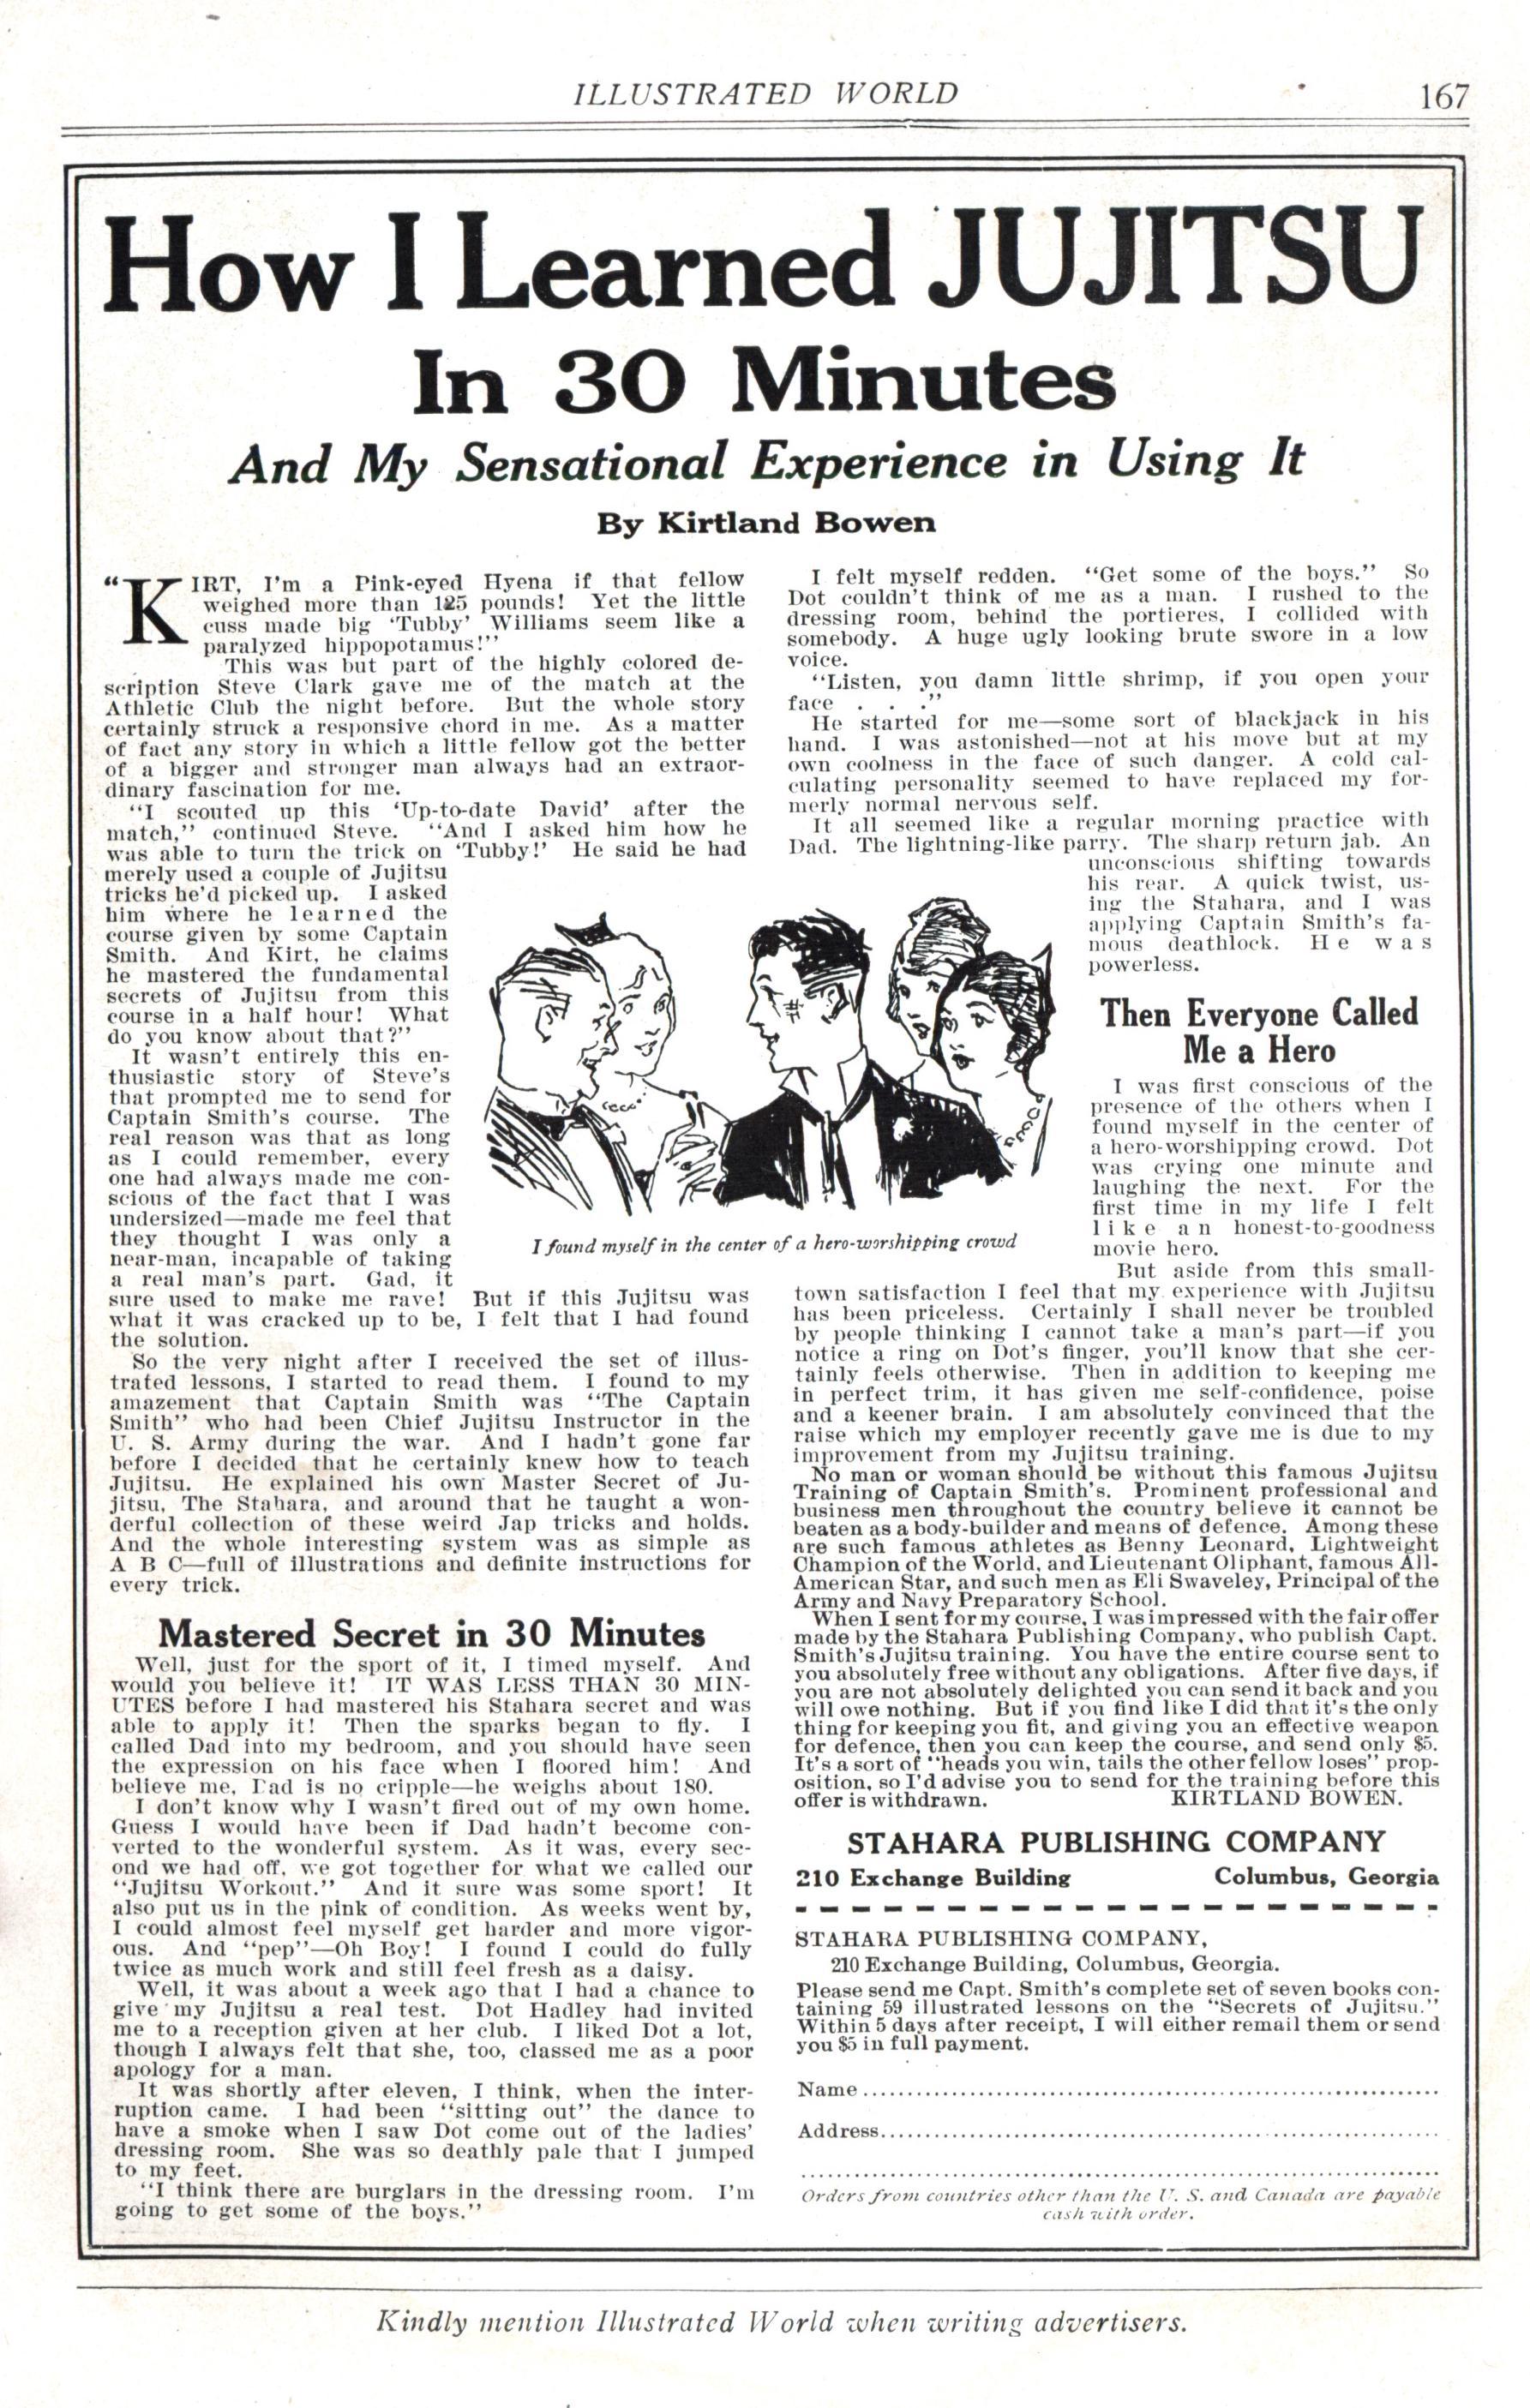 ILLUSTRATED WORLD
167
How I Learned JUJITSU
In 30 Minutes
And My Sensational Experience in Using It
By Kirtland Bowen
"KIRT, I'm a Pink-eyed Hyena if that fellow
weighed more than 125 pounds! Yet the little
cuss made big 'Tubby' Williams seem like a
paralyzed hippopotamus!"
This was but part of the highly colored de-
scription Steve Clark gave me of the match at the
Athletic Club the night before. But the whole story
certainly struck a responsive chord in me. As a matter
of fact any story in which a little fellow got the better
of a bigger and stronger man always had an extraor-
dinary fascination for me.
"I scouted up this 'Up-to-date David' after the
match," continued Steve. "And I asked him how he
was able to turn the trick on 'Tubby!' He said he had
merely used a couple of Jujitsu
tricks he'd picked up. I asked
him where he learned the
course given by some Captain
Smith. And Kirt, he claims
he mastered the fundamental
secrets of Jujitsu from this
course in a half hour! What
do you know about that?"
It wasn't entirely this en-
thusiastic story of Steve's
that prompted me to send for
Captain Smith's course. The
real reason was that as long
as I could remember, every
one had always made me con-
scious of the fact that I was
undersized—made me feel that
they thought I was only a
near-man, incapable of taking
a real man's part. Gad, it
sure used to make me rave! But if this Jujitsu was
what it was cracked up to be, I felt that I had found
the solution.
So the very night after I received the set of illus-
trated lessons, I started to read them. I found to my
amazement that Captain Smith was "The Captain
Smith" who had been Chief Jujitsu Instructor in the
U. S. Army during the war. And I hadn't gone far
before I decided that he certainly knew how to teach
Jujitsu. He explained his own Master Secret of Ju-
jitsu, The Stahara, and around that he taught a won-
derful collection of these weird Jap tricks and holds.
And the whole interesting system was as simple as
A B C—full of illustrations and definite instructions for
every trick.
Mastered Secret in 30 Minutes
Well, just for the sport of it, I timed myself. And
would you believe it! IT WAS LESS THAN 30 MIN-
UTES before I had mastered his Stahara secret and was
able to apply it! Then the sparks began to fly. I
called Dad into my bedroom, and you should have seen
the expression on his face when I floored him! And
believe me, Dad is no cripple—he weighs about 180.
I don't know why I wasn't fired out of my own home.
Guess I would have been if Dad hadn't become con-
verted to the wonderful system. As it was, every sec-
ond we had off, we got together for what we called our
"Jujitsu Workout." And it sure was some sport! It
also put us in the pink of condition. As weeks went by,
I could almost feel myself get harder and more vigor-
ous. And "pep"—Oh Boy! I found I could do fully
twice as much work and still feel fresh as a daisy.
Well, it was about a week ago that I had a chance to
give my Jujitsu a real test. Dot Hadley had invited
me to a reception given at her club. I liked Dot a lot,
though I always felt that she, too, classed me as a poor
apology for a man.
It was shortly after eleven, I think, when the inter-
ruption came. I had been "sitting out" the dance to
have a smoke when I saw Dot come out of the ladies'
dressing room. She was so deathly pale that I jumped
to my feet.
"I think there are burglars in the dressing room. I'm
going to get some of the boys."
I felt myself redden. "Get some of the boys." So
Dot couldn't think of me as a man. I rushed to the
dressing room, behind the portieres, I collided with
somebody. A huge ugly looking brute swore in a low
voice.
"Listen, you damn little shrimp, if you open your
face . . ."
He started for me—some sort of blackjack in his
hand. I was astonished—not at his move but at my
own coolness in the face of such danger. A cold cal-
culating personality seemed to have replaced my for-
merly normal nervous self.
It all seemed like a regular morning practice with
Dad. The lightning-like parry. The sharp return jab. An
unconscious shifting towards
his rear. A quick twist, us-
ing the Stahara, and I was
applying Captain Smith's fa-
mous deathlock. He was
powerless.
I found myself in the center of a hero-worshipping crowd
Then Everyone Called
Me a Hero
I was first conscious of the
presence of the others when I
found myself in the center of
a hero-worshipping crowd. Dot
was crying one minute and
laughing the next. For the
first time in my life I felt
like an honest-to-goodness
movie hero.
But aside from this small-
town satisfaction I feel that my experience with Jujitsu
has been priceless. Certainly I shall never be troubled
by people thinking I cannot take a man's part—if you
notice a ring on Dot's finger, you'll know that she cer-
tainly feels otherwise. Then in addition to keeping me
in perfect trim, it has given me self-confidence, poise
and a keener brain. I am absolutely convinced that the
raise which my employer recently gave me is due to my
improvement from my Jujitsu training.
No man or woman should be without this famous Jujitsu
Training of Captain Smith's. Prominent professional and
business men throughout the country believe it cannot be
beaten as a body-builder and means of defence. Among these
are such famous athletes as Benny Leonard, Lightweight
Champion of the World, and Lieutenant Oliphant, famous All-
American Star, and such men as Eli Swaveley, Principal of the
Army and Navy Preparatory School.
When I sent for my course, I was impressed with the fair offer
made by the Stahara Publishing Company, who publish Capt.
Smith's Jujitsu training. You have the entire course sent to
you absolutely free without any obligations. After five days, if
you are not absolutely delighted you can send it back and you
will owe nothing. But if you find like I did that it's the only
thing for keeping you fit, and giving you an effective weapon
for defence, then you can keep the course, and send only $5.
It's a sort of "heads you win, tails the other fellow loses" prop-
osition, so I'd advise you to send for the training before this
offer is withdrawn. KIRTLAND BOWEN.
STAHARA PUBLISHING COMPANY
210 Exchange Building Columbus, Georgia
STAHARA PUBLISHING COMPANY,
210 Exchange Building, Columbus, Georgia.
Please send me Capt. Smith's complete set of seven books con-
taining 59 illustrated lessons on the "Secrets of Jujitsu."
Within 5 days after receipt, I will either remail them or send
you $5 in full payment.
Name
Address
Orders from countries other than the U. S. and Canada are payable
cash with order.
Kindly mention Illustrated World when writing advertisers.